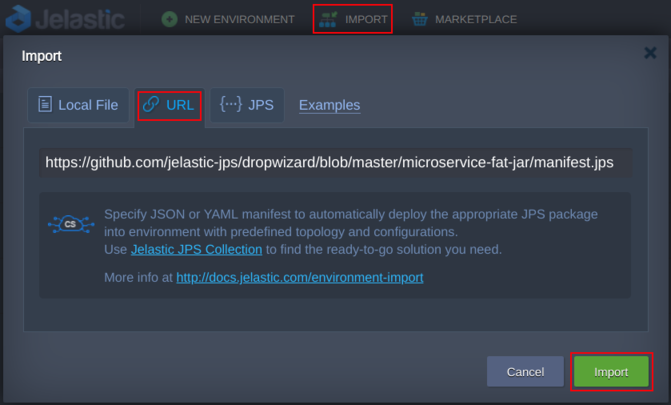 Jelastic
NEW ENVIRONMENT
IMPORT
MARKETPLACE
Import
Local File
URL
{···} JPS
Examples
https://github.com/jelastic-jps/dropwizard/blob/master/microservice-fat-jar/manifest.jps
CS
Specify JSON or YAML manifest to automatically deploy the appropriate JPS package
into environment with predefined topology and configurations.
Use Jelastic JPS Collection to find the ready-to-go solution you need.
More info at http://docs.jelastic.com/environment-import
Cancel
Import